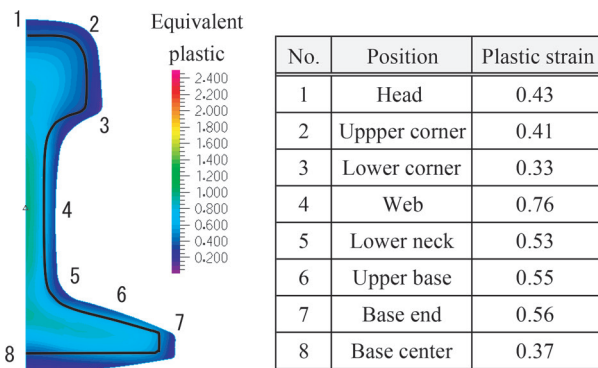 Equivalent
plastic
2.400
2.200
2.000
1.800
1.600
1.400
1.200
1.000
0.800
0.600
0.400
0.200
1
2
3
4
5
6
7
8
No. Position Plastic strain
1 Head 0.43
2 Uppper corner 0.41
3 Lower corner 0.33
4 Web 0.76
5 Lower neck 0.53
6 Upper base 0.55
7 Base end 0.56
8 Base center 0.37